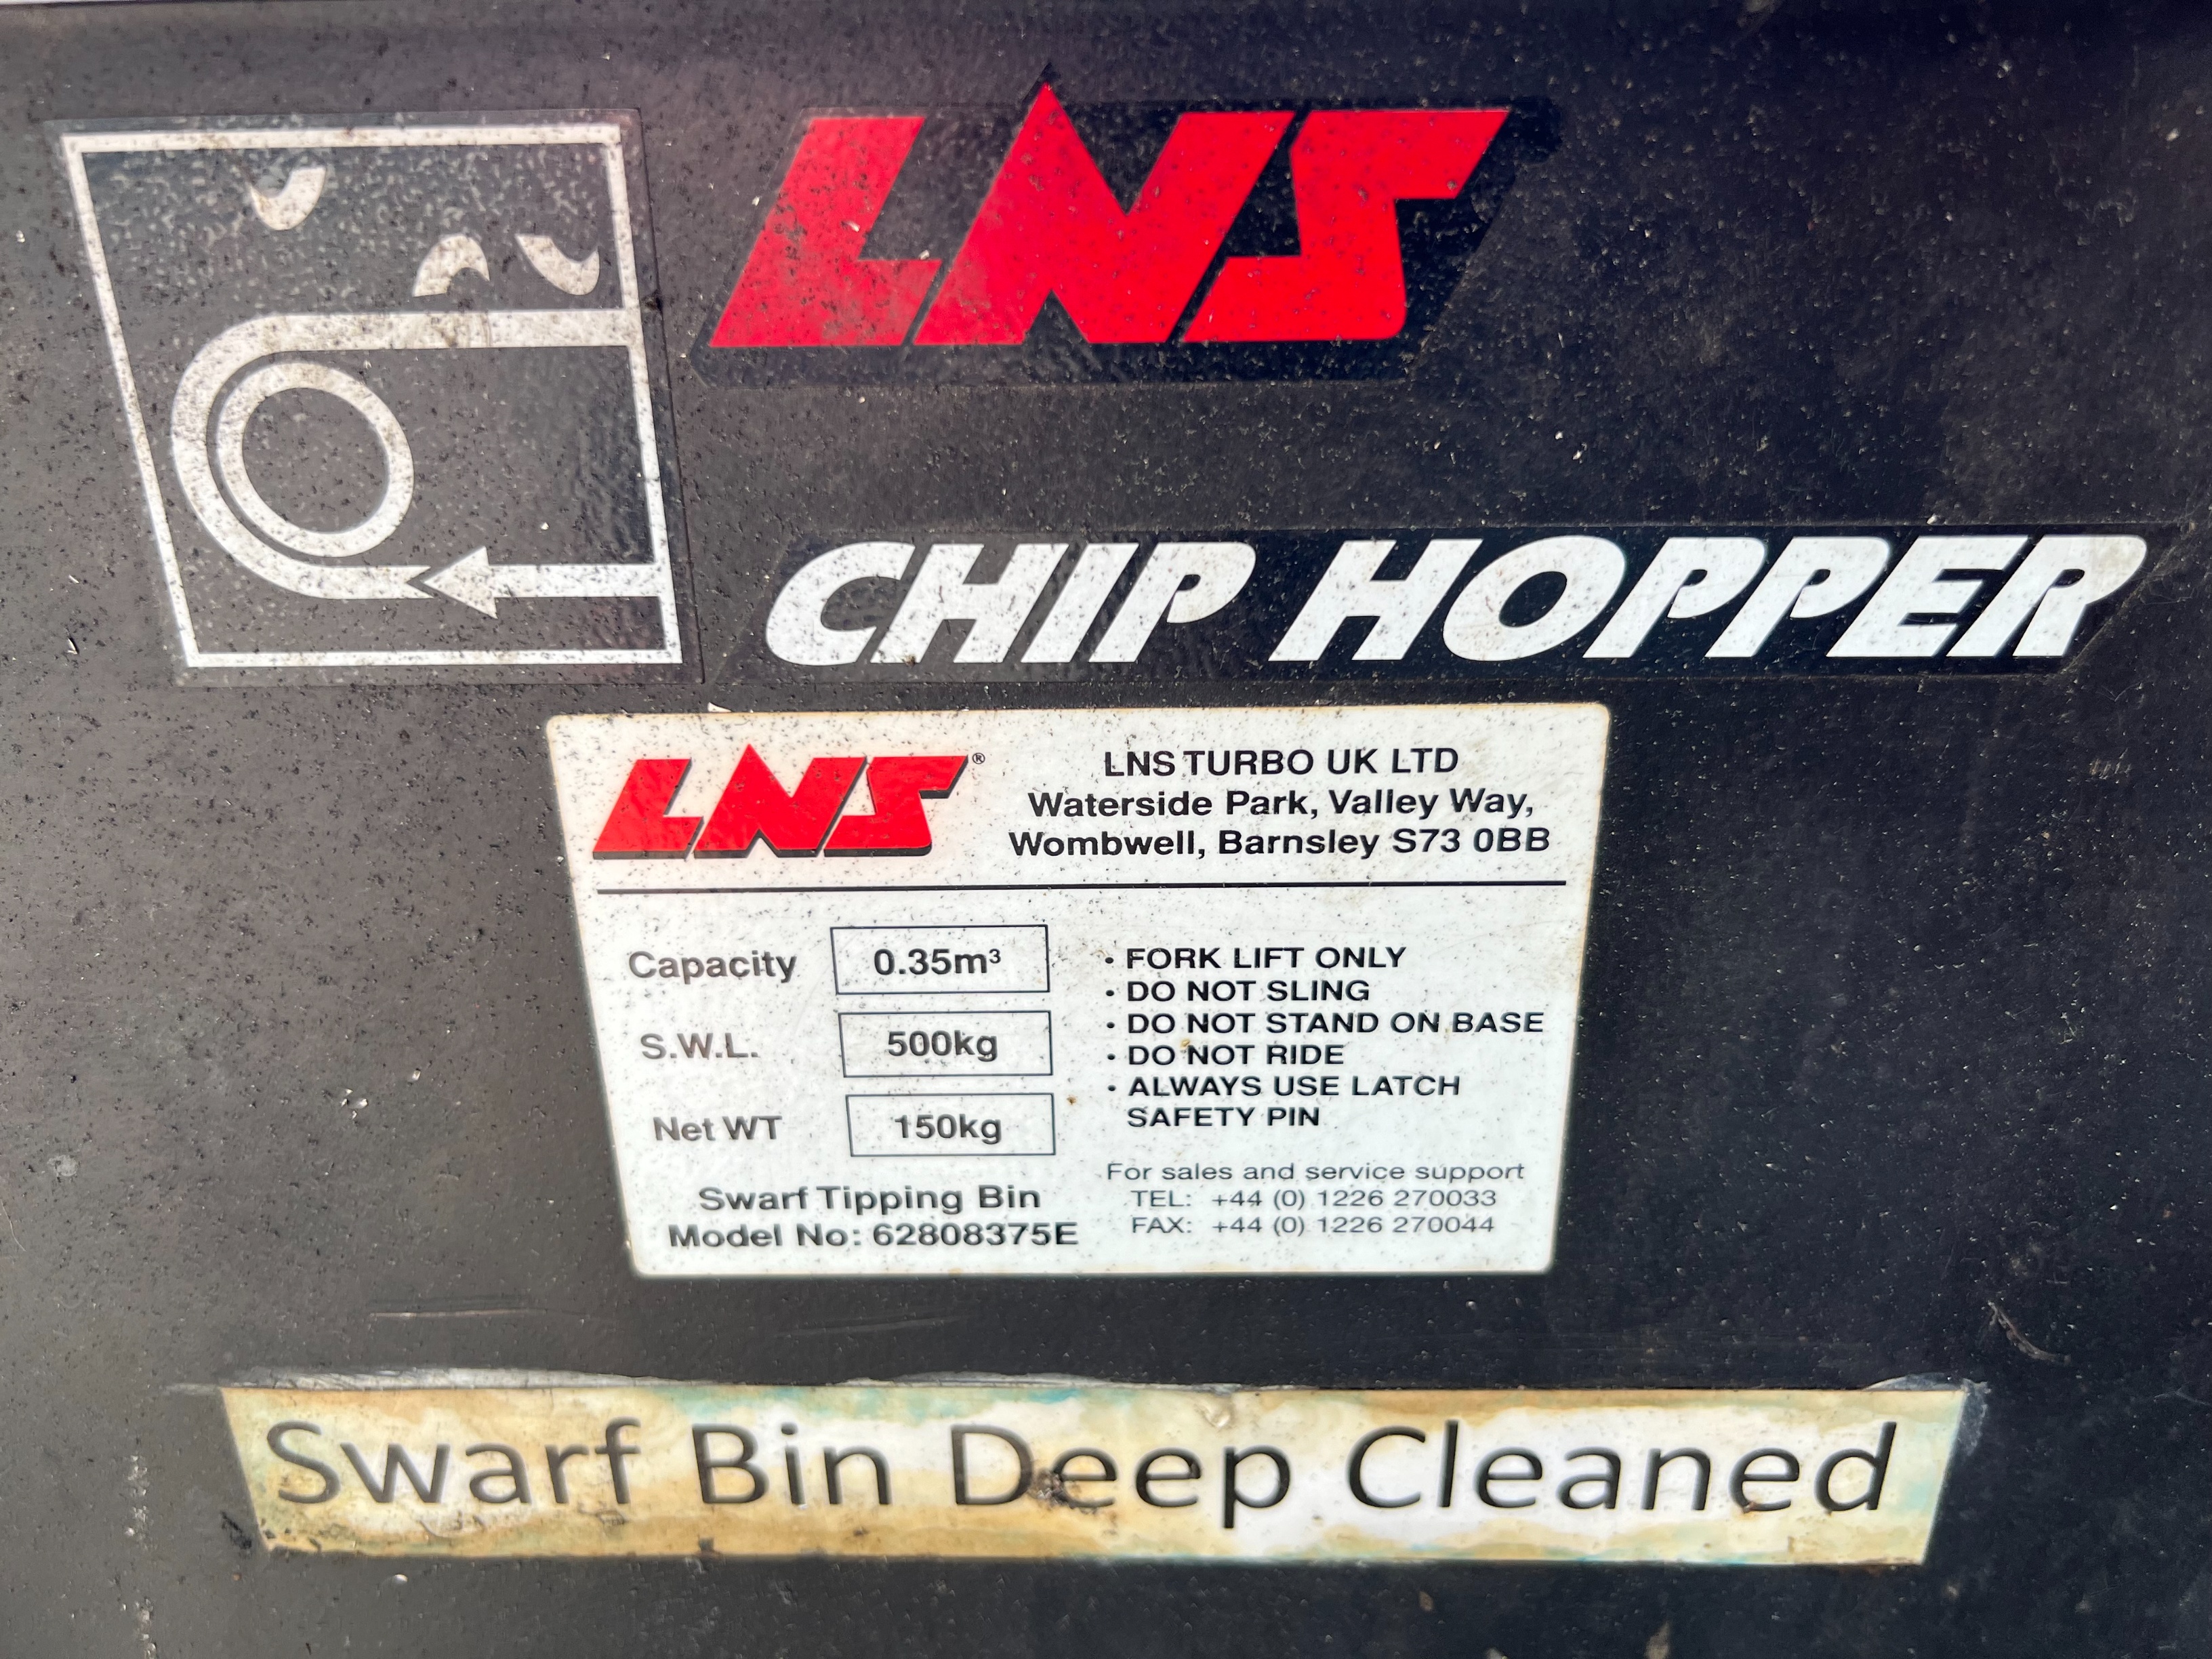 LNS
CHIP HOPPER
LNS®
LNS TURBO UK LTD
Waterside Park, Valley Way,
Wombwell, Barnsley S73 0BB
Capacity 0.35m³
S.W.L. 500kg
Net WT 150kg
Swarf Tipping Bin
Model No: 62808375E
• FORK LIFT ONLY
• DO NOT SLING
• DO NOT STAND ON BASE
• DO NOT RIDE
• ALWAYS USE LATCH
SAFETY PIN
For sales and service support
TEL: +44 (0) 1226 270033
FAX: +44 (0) 1226 270044
Swarf Bin Deep Cleaned